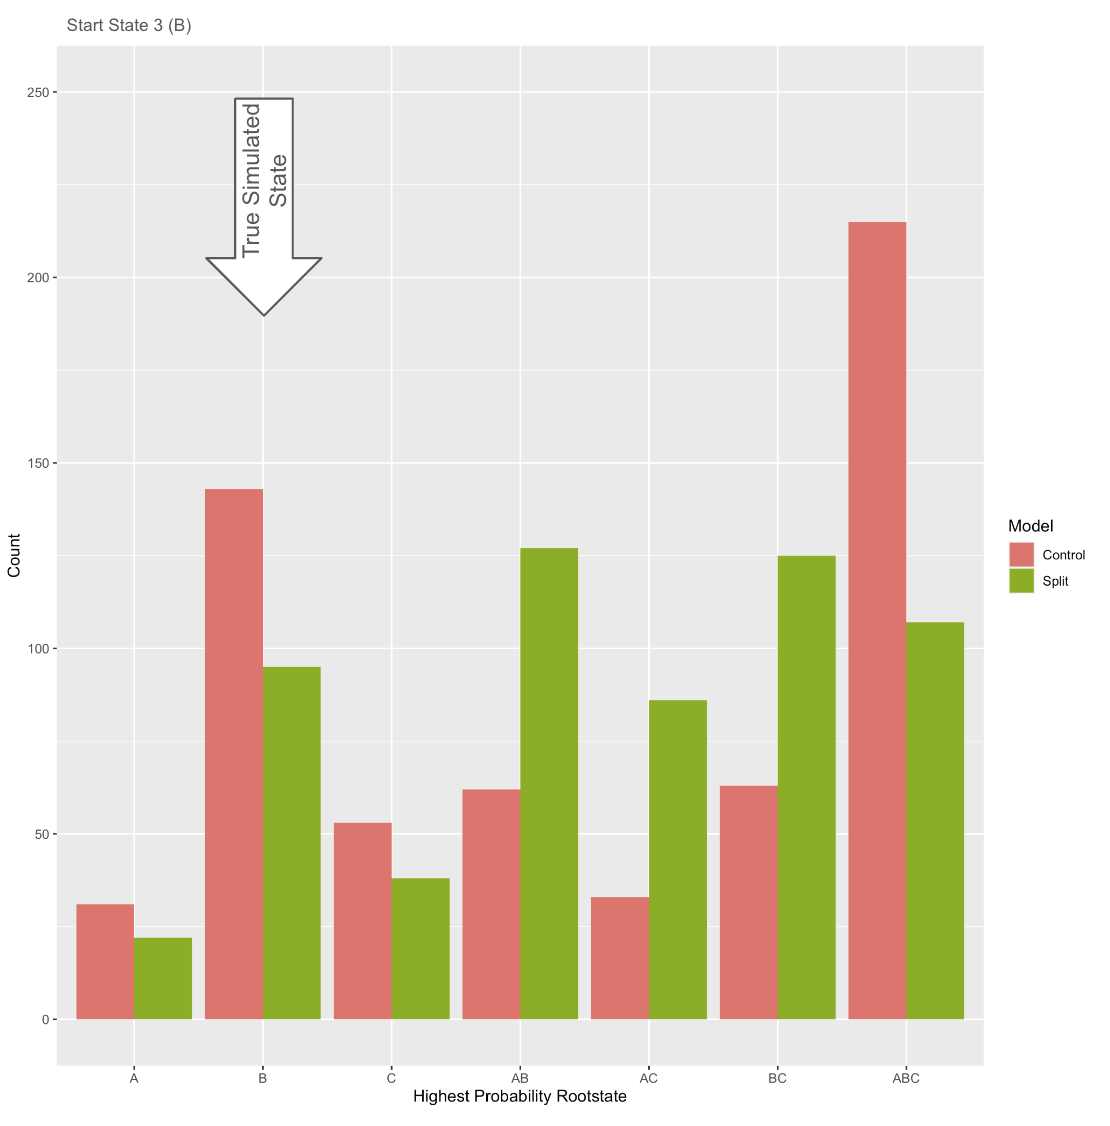 Start State 3 (B)
250
200
150
100
50
0
Count
True Simulated
State
A B C AB AC BC ABC
Highest Probability Rootstate
Model
Control
Split